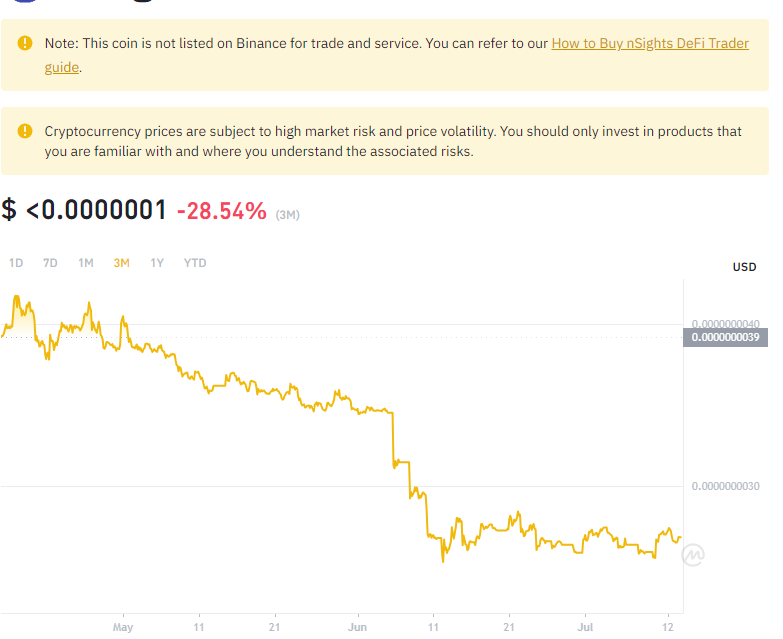 Note: This coin is not listed on Binance for trade and service. You can refer to our How to Buy nSights DeFi Trader
guide.
Cryptocurrency prices are subject to high market risk and price volatility. You should only invest in products that
you are familiar with and where you understand the associated risks.
$ <0.0000001 -28.54% (3M)
1D 7D 1M 3M 1Y YTD
USD
0.0000000040
0.0000000039
0.0000000030
May 11 21 Jun 11 21 Jul 12